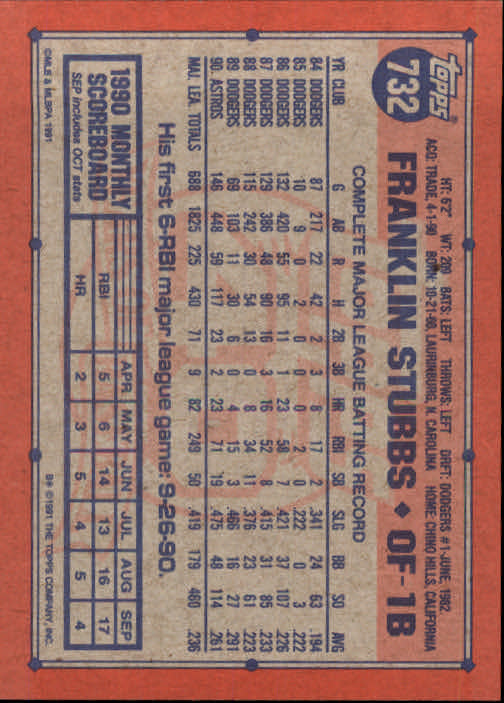 topps®
732
HT: 6'2" WT: 209 BATS: LEFT THROWS: LEFT DRFT: DODGERS #1-JUNE, 1982
ACQ: TRADE, 4-1-90 BORN: 10-21-60, LAURINBURG, N. CAROLINA HOME: CHINO HILLS, CALIFORNIA
FRANKLIN STUBBS ◆ OF-1B
COMPLETE MAJOR LEAGUE BATTING RECORD
YR CLUB G AB R H 2B 3B HR RBI SB SLG BB SO AVG
84 DODGERS 87 217 22 42 2 3 8 17 2 .341 24 63 .194
85 DODGERS 10 9 0 2 0 0 0 2 0 .222 0 3 .222
86 DODGERS 132 420 55 95 11 1 23 58 7 .421 37 107 .226
87 DODGERS 129 386 48 90 16 3 16 52 8 .415 31 85 .233
88 DODGERS 115 242 30 54 13 0 8 34 11 .376 23 61 .223
89 DODGERS 69 103 11 30 6 0 4 15 3 .466 16 27 .291
90 ASTROS 146 448 59 117 23 2 23 71 19 .475 48 114 .261
MAJ. LEA. TOTALS 688 1825 225 430 71 9 82 249 50 .419 179 460 .236
His first 6-RBI major league game: 9-26-90.
1990 MONTHLY
SCOREBOARD
SEP includes OCT stats
APR MAY JUN JUL AUG SEP
RBI 5 6 14 13 16 17
HR 2 3 5 4 5 4
©MLB & MLBPA 1991
B* ©1991 THE TOPPS COMPANY, INC.